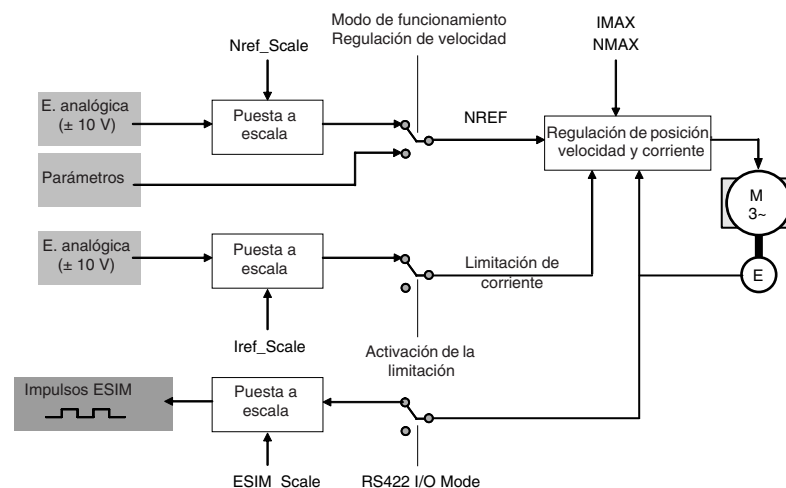 Modo de funcionamiento
Regulación de velocidad
IMAX
NMAX
Nref_Scale
E. analógica
(± 10 V)
Puesta a
escala
NREF
Regulación de posición,
velocidad y corriente
Parámetros
M
3~
E. analógica
(± 10 V)
Puesta a
escala
Limitación de
corriente
E
Iref_Scale
Activación de la
limitación
Impulsos ESIM
Puesta a
escala
ESIM_Scale
RS422 I/O Mode